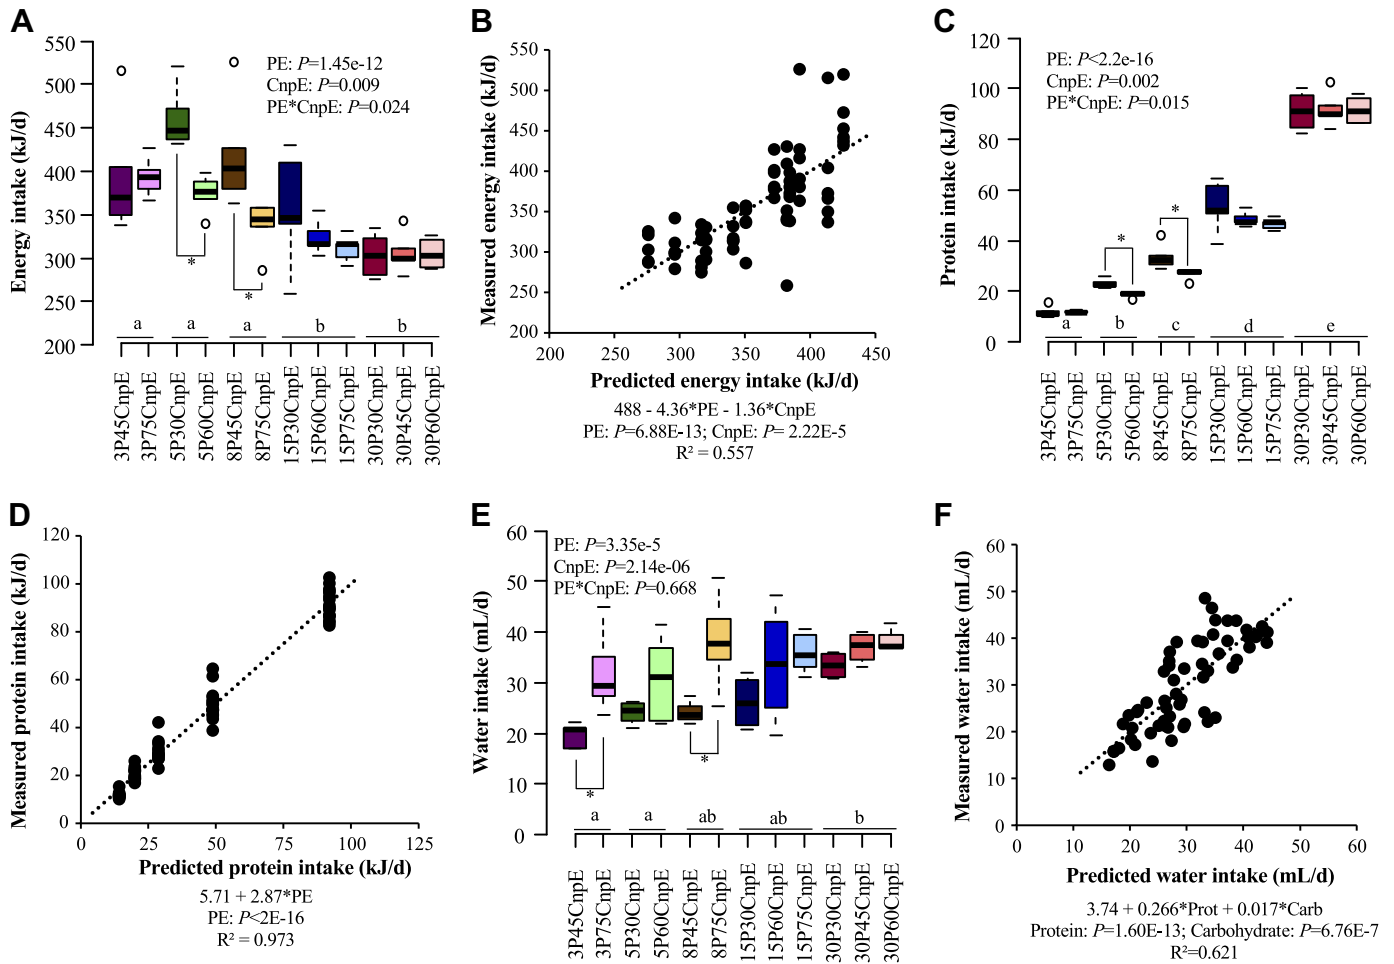 A
Energy intake (kJ/d)
550
500
450
400
350
300
250
200
PE: P=1.45e-12
CnpE: P=0.009
PE*CnpE: P=0.024
*
*
a
a
a
b
b
3P45CnpE
3P75CnpE
5P30CnpE
5P60CnpE
8P45CnpE
8P75CnpE
15P30CnpE
15P60CnpE
15P75CnpE
30P30CnpE
30P45CnpE
30P60CnpE
B
Measured energy intake (kJ/d)
550
500
450
400
350
300
250
200
200
250
300
350
400
450
Predicted energy intake (kJ/d)
488 - 4.36*PE - 1.36*CnpE
PE: P=6.88E-13; CnpE: P= 2.22E-5
R² = 0.557
C
Protein intake (kJ/d)
120
100
80
60
40
20
0
PE: P<2.2e-16
CnpE: P=0.002
PE*CnpE: P=0.015
*
*
a
b
c
d
e
3P45CnpE
3P75CnpE
5P30CnpE
5P60CnpE
8P45CnpE
8P75CnpE
15P30CnpE
15P60CnpE
15P75CnpE
30P30CnpE
30P45CnpE
30P60CnpE
D
Measured protein intake (kJ/d)
120
100
80
60
40
20
0
0
25
50
75
100
125
Predicted protein intake (kJ/d)
5.71 + 2.87*PE
PE: P<2E-16
R² = 0.973
E
Water intake (mL/d)
60
50
40
30
20
10
0
PE: P=3.35e-5
CnpE: P=2.14e-06
PE*CnpE: P=0.668
*
*
a
a
ab
ab
b
3P45CnpE
3P75CnpE
5P30CnpE
5P60CnpE
8P45CnpE
8P75CnpE
15P30CnpE
15P60CnpE
15P75CnpE
30P30CnpE
30P45CnpE
30P60CnpE
F
Measured water intake (mL/d)
60
50
40
30
20
10
0
0
10
20
30
40
50
60
Predicted water intake (mL/d)
3.74 + 0.266*Prot + 0.017*Carb
Protein: P=1.60E-13; Carbohydrate: P=6.76E-7
R²=0.621